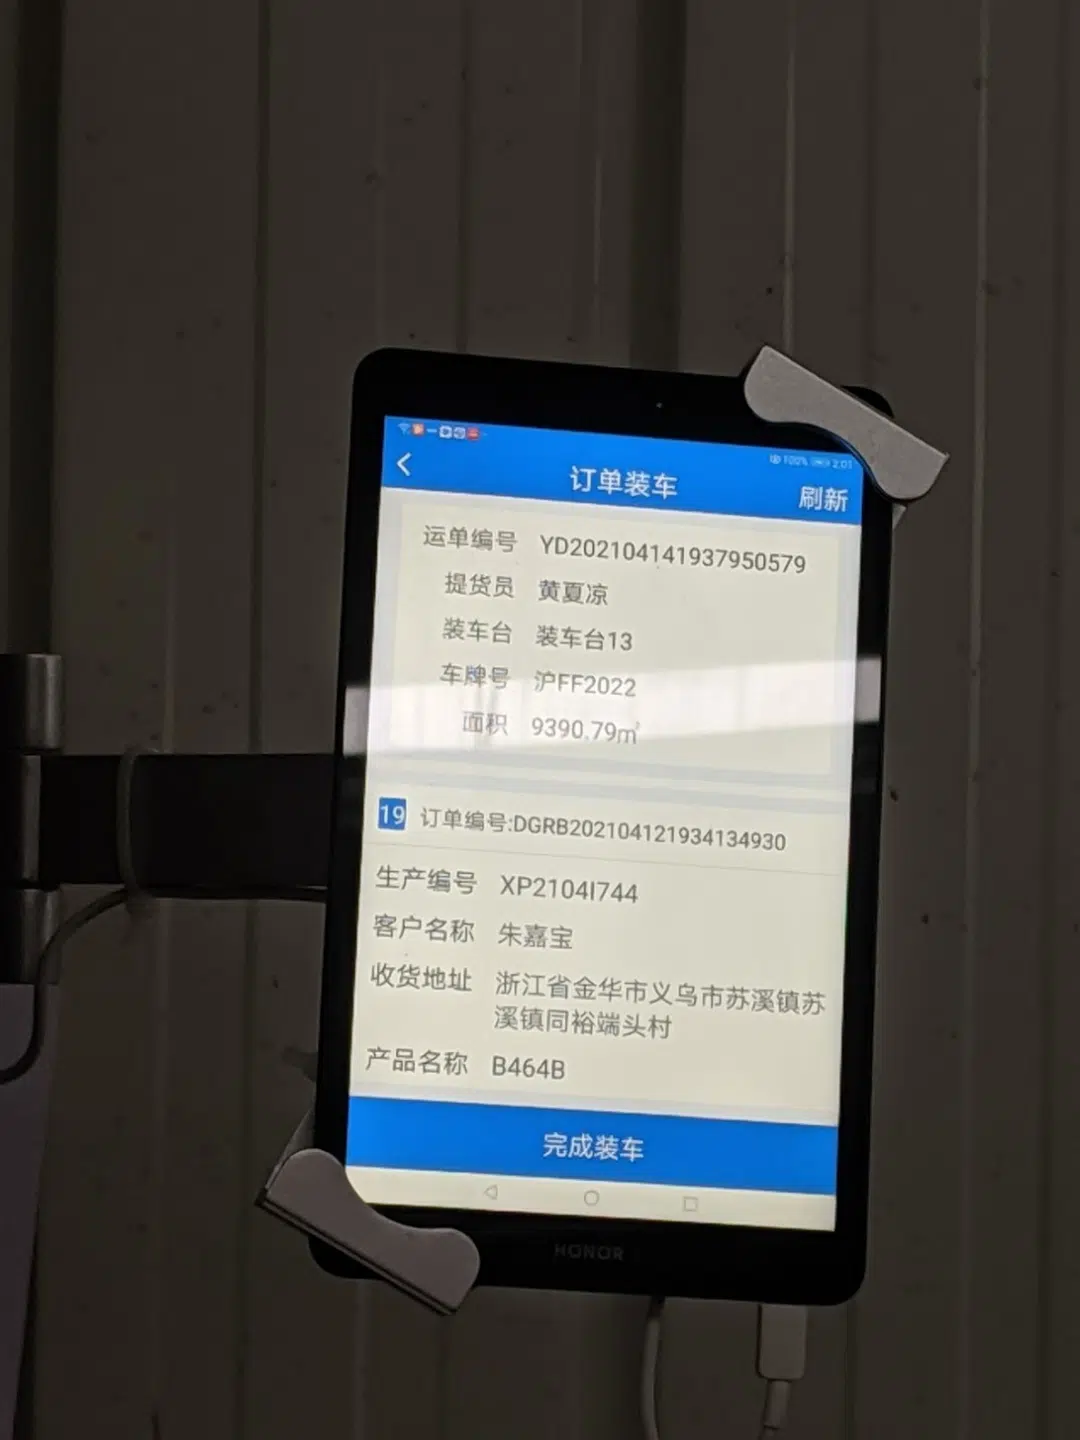 100% 2:01
订单装车
刷新
运单编号 YD202104141937950579
提货员 黄夏凉
装车台 装车台13
车牌号 沪FF2022
面积 9390.79㎡
19 订单编号:DGRB202104121934134930
生产编号 XP2104I744
客户名称 朱嘉宝
收货地址 浙江省金华市义乌市苏溪镇苏
溪镇同裕端头村
产品名称 B464B
完成装车
HONOR